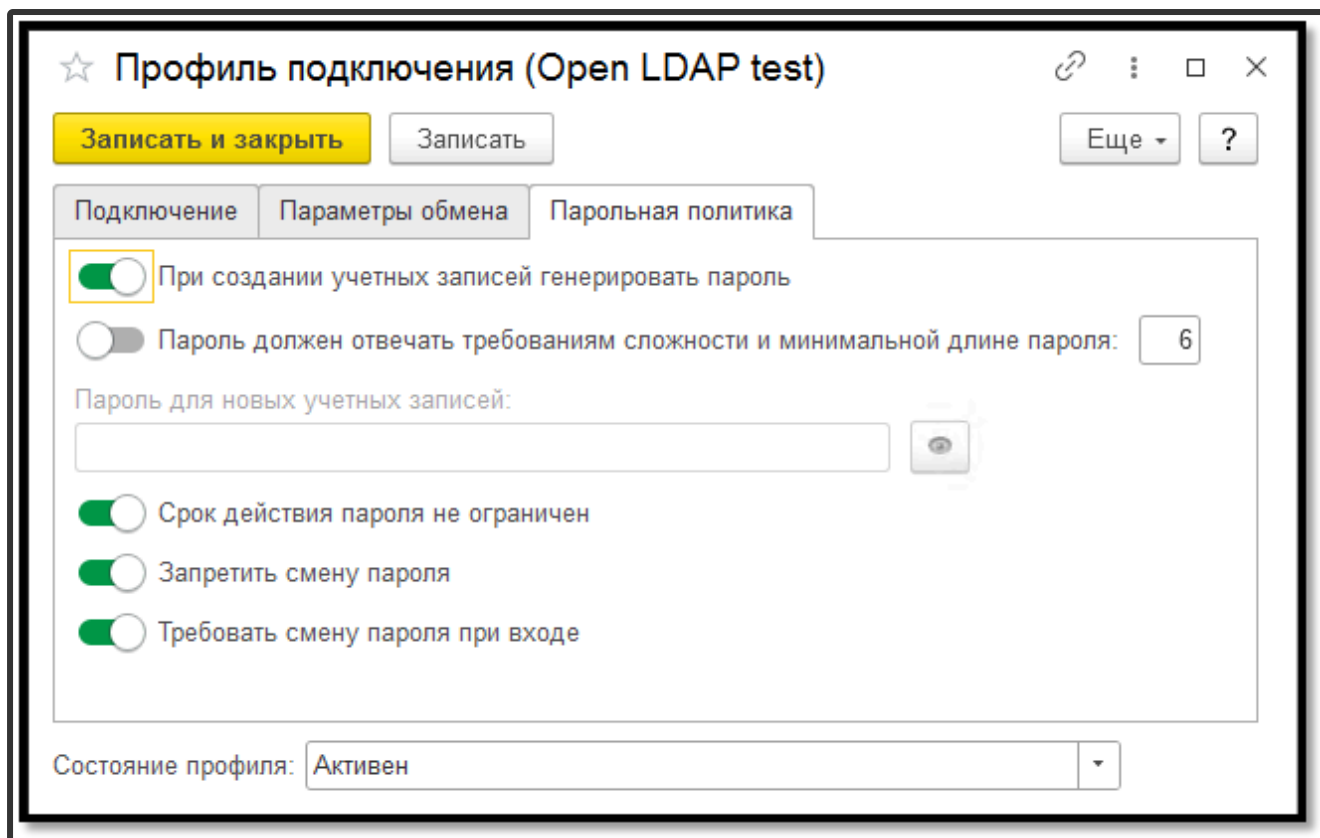 Профиль подключения (Open LDAP test)
Записать и закрыть Записать Еще ?
Подключение Параметры обмена Парольная политика
При создании учетных записей генерировать пароль
Пароль должен отвечать требованиям сложности и минимальной длине пароля: 6
Пароль для новых учетных записей:
Срок действия пароля не ограничен
Запретить смену пароля
Требовать смену пароля при входе
Состояние профиля: Активен